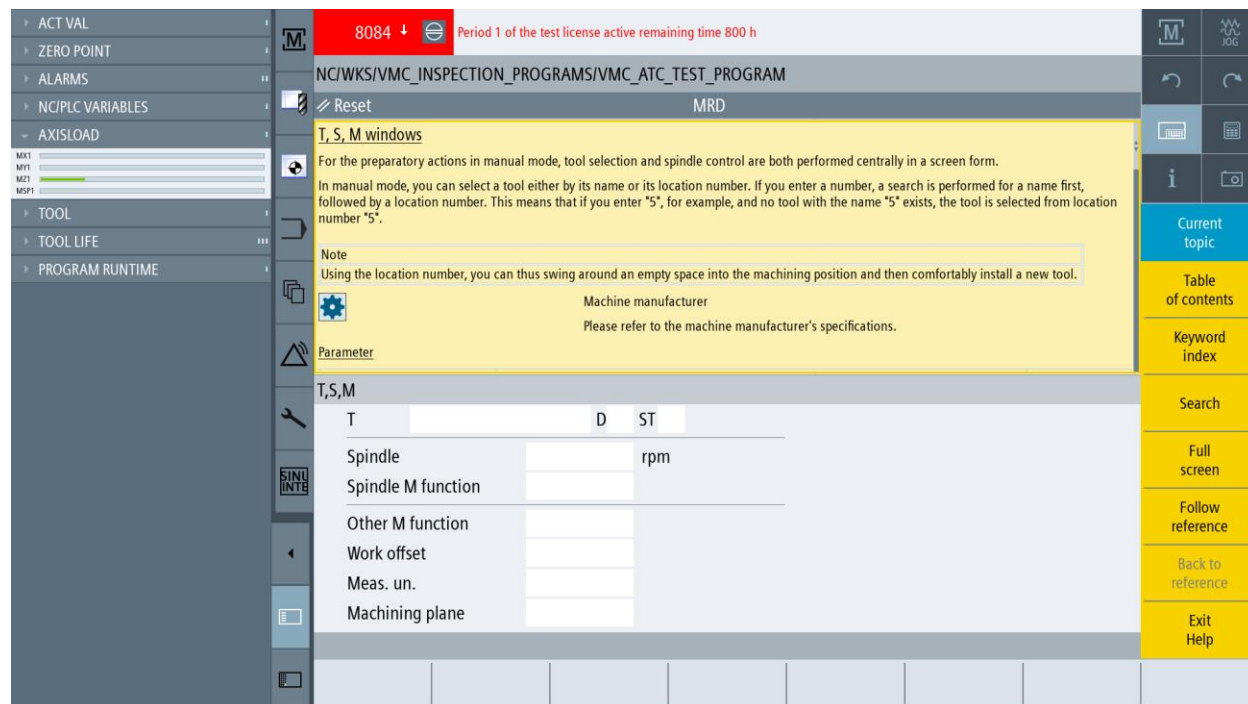 ACT VAL
ZERO POINT
ALARMS
NC/PLC VARIABLES
AXISLOAD
MX1
MY1
MZ1
MSP1
TOOL
TOOL LIFE
PROGRAM RUNTIME
M
SINU
INTE
8084
Period 1 of the test license active remaining time 800 h
NC/WKS/VMC_INSPECTION_PROGRAMS/VMC_ATC_TEST_PROGRAM
Reset MRD
T, S, M windows
For the preparatory actions in manual mode, tool selection and spindle control are both performed centrally in a screen form.
In manual mode, you can select a tool either by its name or its location number. If you enter a number, a search is performed for a name first,
followed by a location number. This means that if you enter "5", for example, and no tool with the name "5" exists, the tool is selected from location
number "5".
Note
Using the location number, you can thus swing around an empty space into the machining position and then comfortably install a new tool.
Machine manufacturer
Please refer to the machine manufacturer's specifications.
Parameter
T,S,M
T D ST
Spindle rpm
Spindle M function
Other M function
Work offset
Meas. un.
Machining plane
M
JOG
i
Current
topic
Table
of contents
Keyword
index
Search
Full
screen
Follow
reference
Back to
reference
Exit
Help